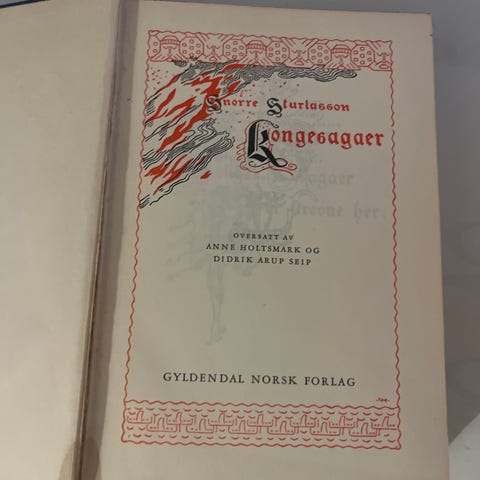 Snorre Sturlasson
Kongesagaer
OVERSATT AV
ANNE HOLTSMARK OG
DIDRIK ARUP SEIP
GYLDENDAL NORSK FORLAG